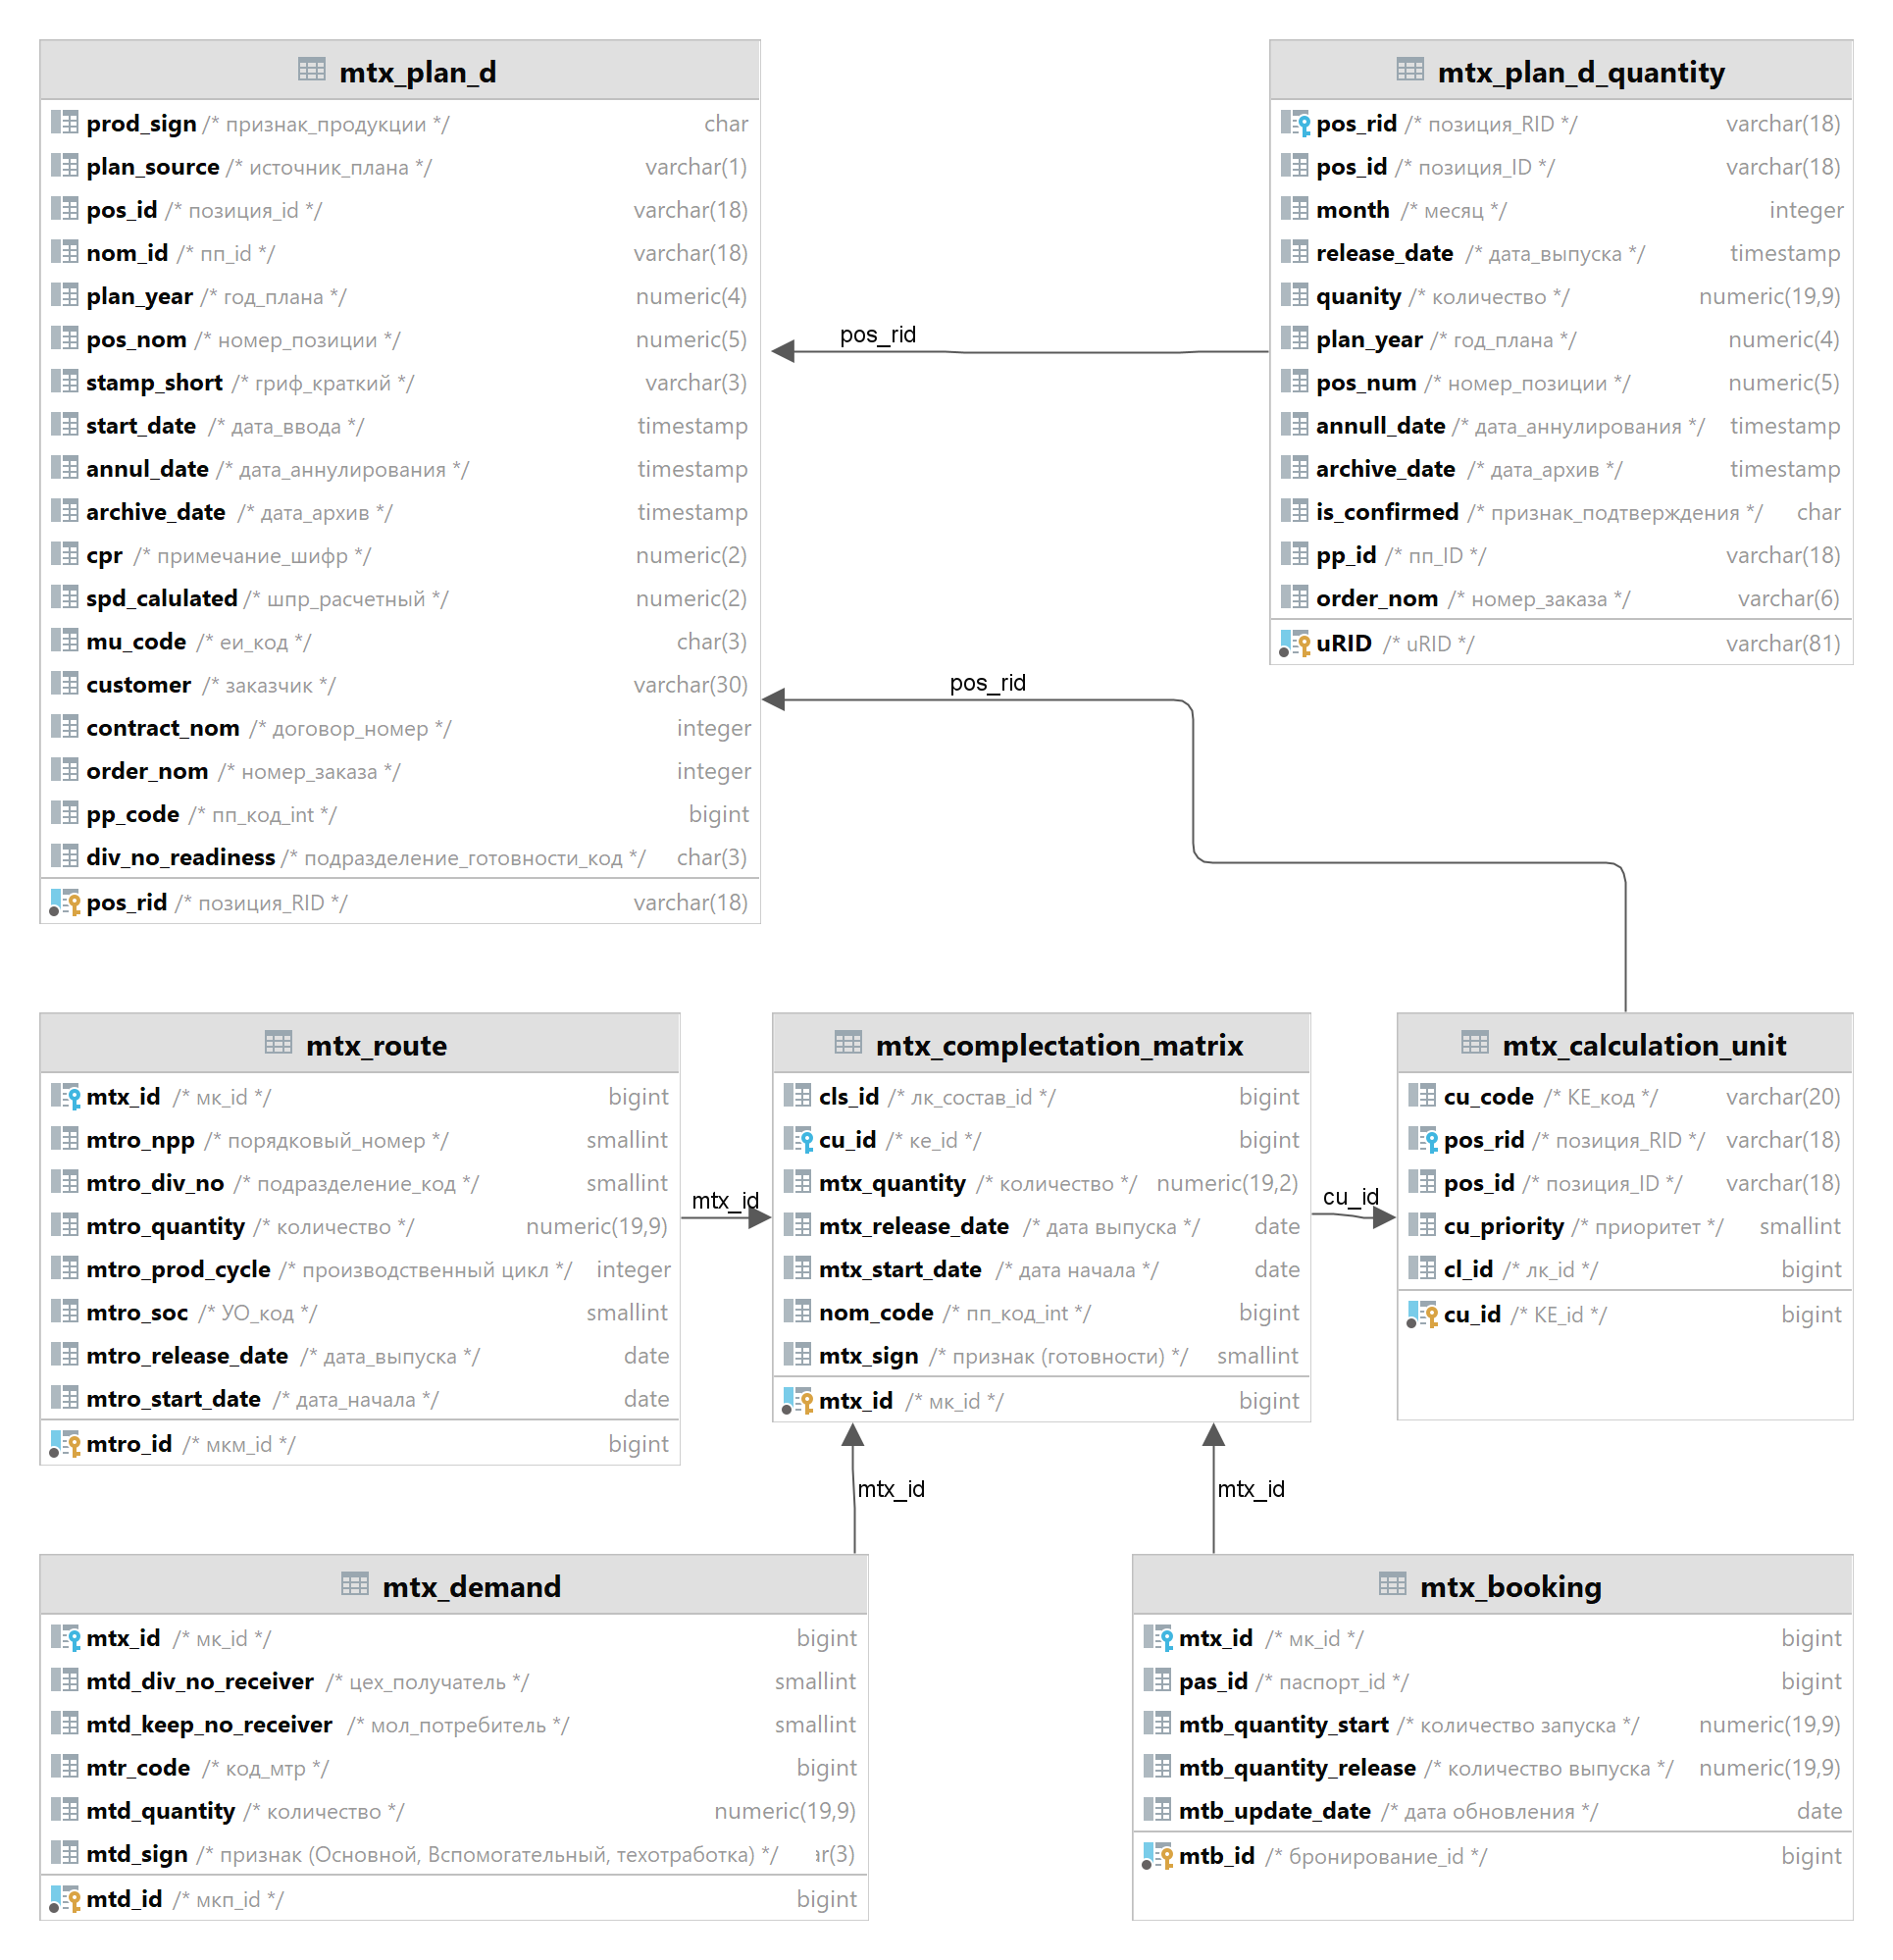 mtx_plan_d
prod_sign /* признак_продукции */ char
plan_source /* источник_плана */ varchar(1)
pos_id /* позиция_id */ varchar(18)
nom_id /* пп_id */ varchar(18)
plan_year /* год_плана */ numeric(4)
pos_nom /* номер_позиции */ numeric(5)
stamp_short /* гриф_краткий */ varchar(3)
start_date /* дата_ввода */ timestamp
annul_date /* дата_аннулирования */ timestamp
archive_date /* дата_архив */ timestamp
cpr /* примечание_шифр */ numeric(2)
spd_calulated /* шпр_расчетный */ numeric(2)
mu_code /* еи_код */ char(3)
customer /* заказчик */ varchar(30)
contract_nom /* договор_номер */ integer
order_nom /* номер_заказа */ integer
pp_code /* пп_код_int */ bigint
div_no_readiness /* подразделение_готовности_код */ char(3)
pos_rid /* позиция_RID */ varchar(18)
pos_rid
pos_rid
mtx_plan_d_quantity
pos_rid /* позиция_RID */ varchar(18)
pos_id /* позиция_ID */ varchar(18)
month /* месяц */ integer
release_date /* дата_выпуска */ timestamp
quanity /* количество */ numeric(19,9)
plan_year /* год_плана */ numeric(4)
pos_num /* номер_позиции */ numeric(5)
annull_date /* дата_аннулирования */ timestamp
archive_date /* дата_архив */ timestamp
is_confirmed /* признак_подтверждения */ char
pp_id /* пп_ID */ varchar(18)
order_nom /* номер_заказа */ varchar(6)
uRID /* uRID */ varchar(81)
mtx_route
mtx_id /* мк_id */ bigint
mtro_npp /* порядковый_номер */ smallint
mtro_div_no /* подразделение_код */ smallint
mtro_quantity /* количество */ numeric(19,9)
mtro_prod_cycle /* производственный цикл */ integer
mtro_soc /* УО_код */ smallint
mtro_release_date /* дата_выпуска */ date
mtro_start_date /* дата_начала */ date
mtro_id /* мкм_id */ bigint
mtx_id
mtx_complectation_matrix
cls_id /* лк_состав_id */ bigint
cu_id /* ке_id */ bigint
mtx_quantity /* количество */ numeric(19,2)
mtx_release_date /* дата выпуска */ date
mtx_start_date /* дата начала */ date
nom_code /* пп_код_int */ bigint
mtx_sign /* признак (готовности) */ smallint
mtx_id /* мк_id */ bigint
cu_id
mtx_calculation_unit
cu_code /* КЕ_код */ varchar(20)
pos_rid /* позиция_RID */ varchar(18)
pos_id /* позиция_ID */ varchar(18)
cu_priority /* приоритет */ smallint
cl_id /* лк_id */ bigint
cu_id /* КЕ_id */ bigint
mtx_id
mtx_id
mtx_demand
mtx_id /* мк_id */ bigint
mtd_div_no_receiver /* цех_получатель */ smallint
mtd_keep_no_receiver /* мол_потребитель */ smallint
mtr_code /* код_мтр */ bigint
mtd_quantity /* количество */ numeric(19,9)
mtd_sign /* признак (Основной, Вспомогательный, техотработка) */ ar(3)
mtd_id /* мкп_id */ bigint
mtx_booking
mtx_id /* мк_id */ bigint
pas_id /* паспорт_id */ bigint
mtb_quantity_start /* количество запуска */ numeric(19,9)
mtb_quantity_release /* количество выпуска */ numeric(19,9)
mtb_update_date /* дата обновления */ date
mtb_id /* бронирование_id */ bigint